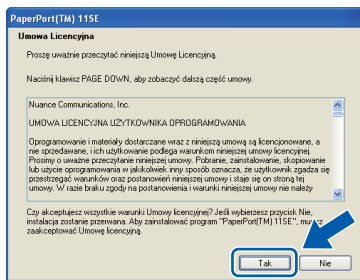 PaperPort(TM) 11SE
Umowa Licencyjna
Proszę uważnie przeczytać niniejszą Umowę Licencyjną.
Naciśnij klawisz PAGE DOWN, aby zobaczyć dalszą część umowy.
Nuance Communications, Inc.
UMOWA LICENCYJNA UŻYTKOWNIKA OPROGRAMOWANIA
Oprogramowanie i materiały dostarczane wraz z niniejszą umową są licencjonowane, a
nie sprzedawane, i ich użytkowanie podlega warunkom niniejszej umowy licencyjnej.
Prosimy o uważne przeczytanie niniejszej umowy. Pobranie, zainstalowanie, skopiowanie
lub użycie oprogramowania w jakikolwiek inny sposób oznacza, że użytkownik zgadza się
przestrzegać warunków oraz postanowień niniejszej umowy i staje się on stroną tej
umowy. W razie braku zgody na postanowienia i warunki niniejszej umowy nie należy
Czy akceptujesz wszystkie warunki Umowy licencyjnej? Jeśli wybierzesz przycisk Nie,
instalacja zostanie przerwana. Aby zainstalować program "PaperPort(TM) 11SE",
zaakceptować Umowę licencyjną.
Tak
Nie